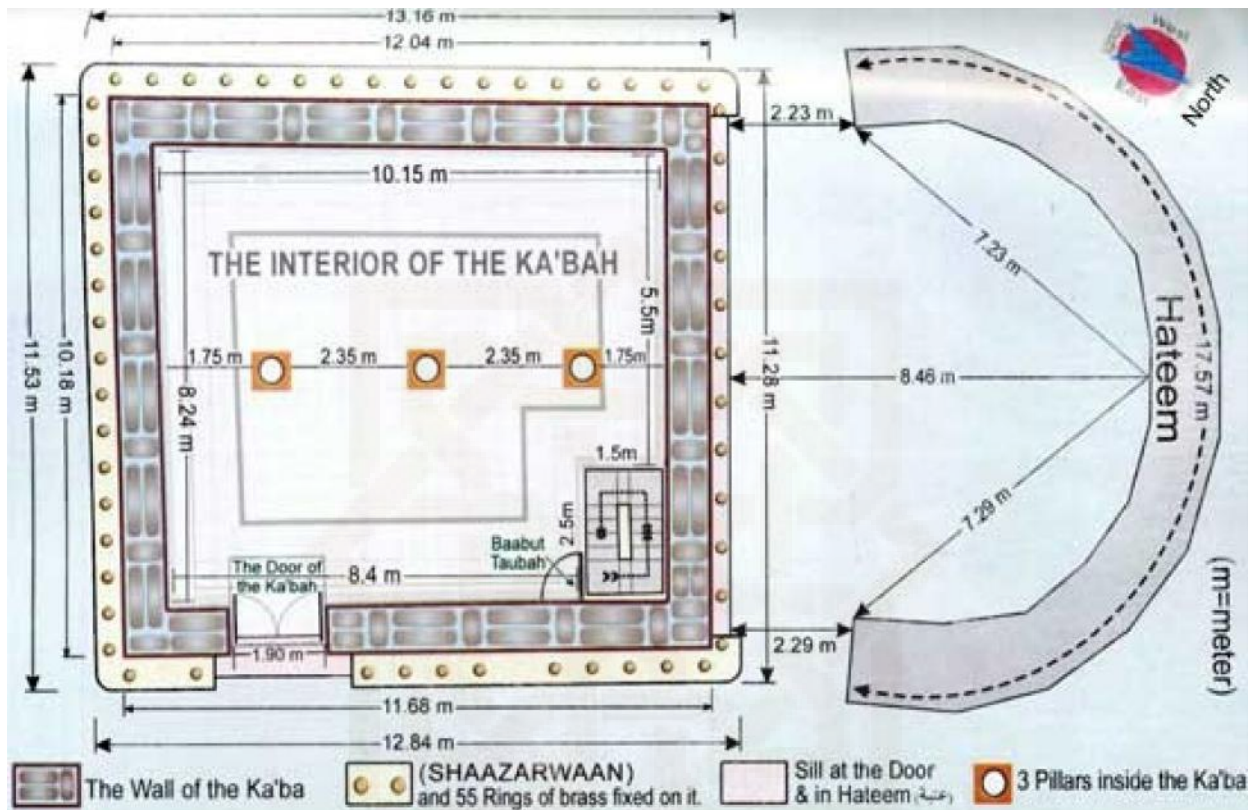 13.16 m
12.04 m
West
East
North
2.23 m
10.15 m
THE INTERIOR OF THE KA'BAH
5.5m
7.23 m
11.53 m
10.18 m
1.75 m
2.35 m
2.35 m
1.75m
8.24 m
11.28 m
8.46 m
Hateem
17.57 m
1.5m
2.5m
7.29 m
Baabut
Taubah
The Door of
the Ka'bah
8.4 m
1.90 m
2.29 m
(m=meter)
11.68 m
12.84 m
The Wall of the Ka'ba
(SHAAZARWAAN)
and 55 Rings of brass fixed on it.
Sill at the Door
& in Hateem (عتبة)
3 Pillars inside the Ka'ba